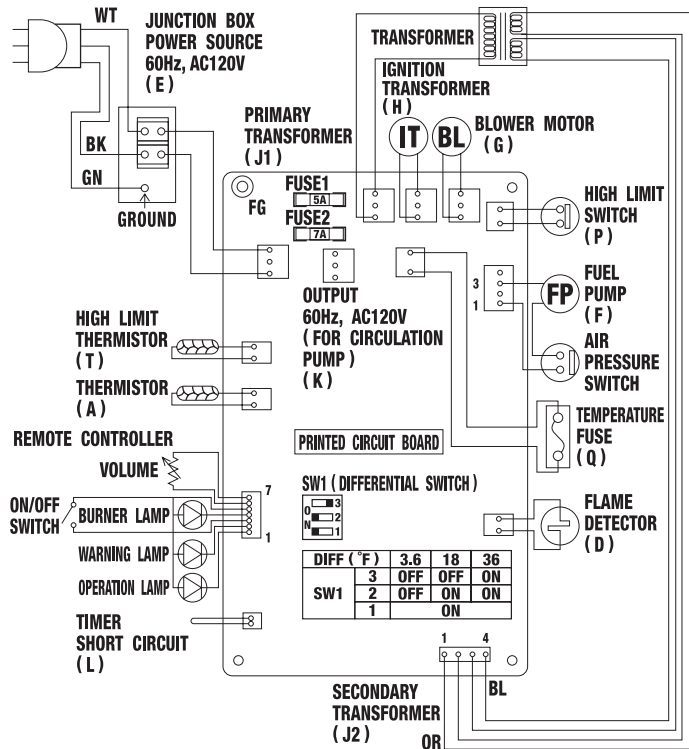 WT
JUNCTION BOX
POWER SOURCE
60Hz, AC120V
(E)
BK
GN
GROUND
TRANSFORMER
IGNITION
TRANSFORMER
(H)
IT
BL
BLOWER MOTOR
(G)
PRIMARY
TRANSFORMER
(J1)
FG
FUSE1
5A
FUSE2
7A
HIGH LIMIT
SWITCH
(P)
OUTPUT
60Hz, AC120V
(FOR CIRCULATION
PUMP)
(K)
3
1
FP
FUEL
PUMP
(F)
AIR
PRESSURE
SWITCH
HIGH LIMIT
THERMISTOR
(T)
THERMISTOR
(A)
TEMPERATURE
FUSE
(Q)
REMOTE CONTROLLER
VOLUME
ON/OFF
SWITCH
BURNER LAMP
WARNING LAMP
OPERATION LAMP
7
1
PRINTED CIRCUIT BOARD
SW1 (DIFFERENTIAL SWITCH)
O
N
3
2
1
FLAME
DETECTOR
(D)
DIFF (°F) 3.6 18 36
SW1 3 OFF OFF ON
2 OFF ON ON
1 ON
TIMER
SHORT CIRCUIT
(L)
1 4
BL
SECONDARY
TRANSFORMER
(J2)
OR